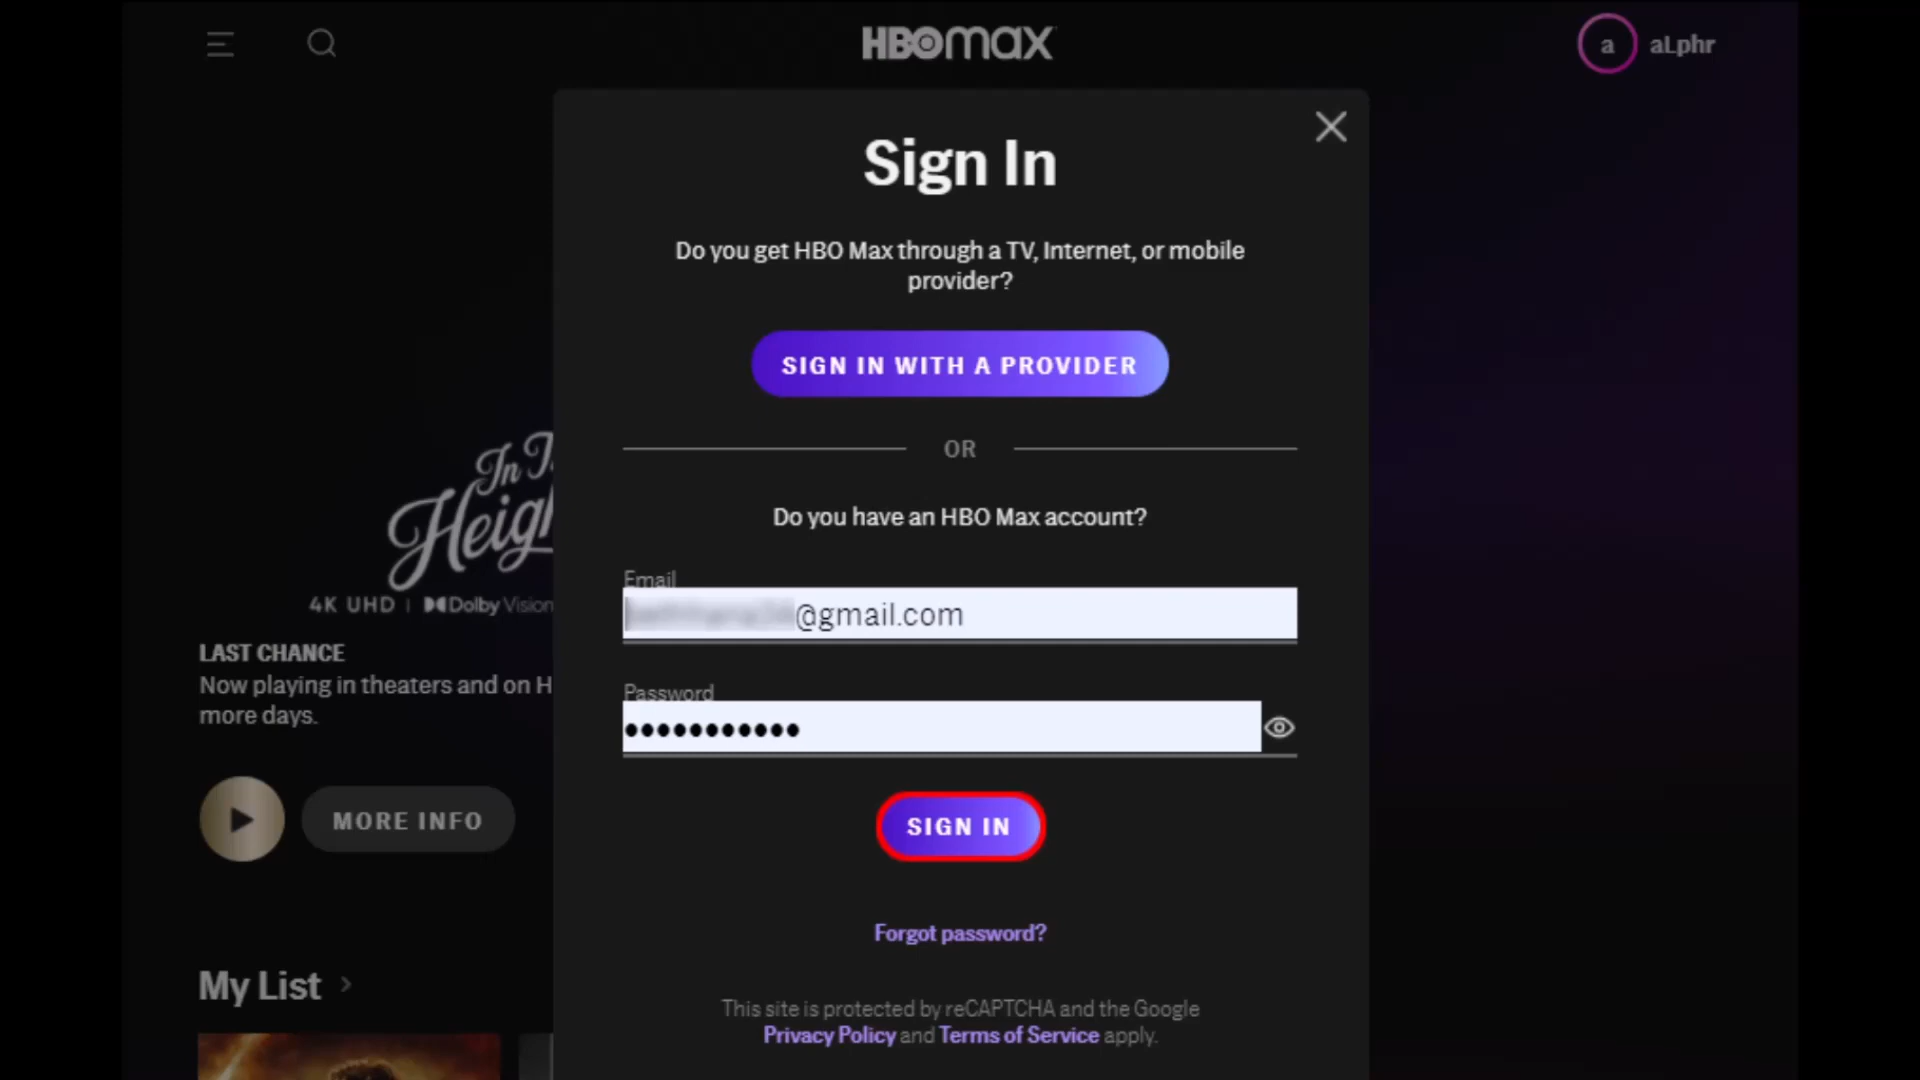 HBOmax
a
aLphr
Sign In
Do you get HBO Max through a TV, Internet, or mobile
provider?
SIGN IN WITH A PROVIDER
OR
Do you have an HBO Max account?
Email
@gmail.com
Password
SIGN IN
Forgot password?
This site is protected by reCAPTCHA and the Google
Privacy Policy and Terms of Service apply.
In T
Heigh
4K UHD | Dolby Vision
LAST CHANCE
Now playing in theaters and on H
more days.
MORE INFO
My List